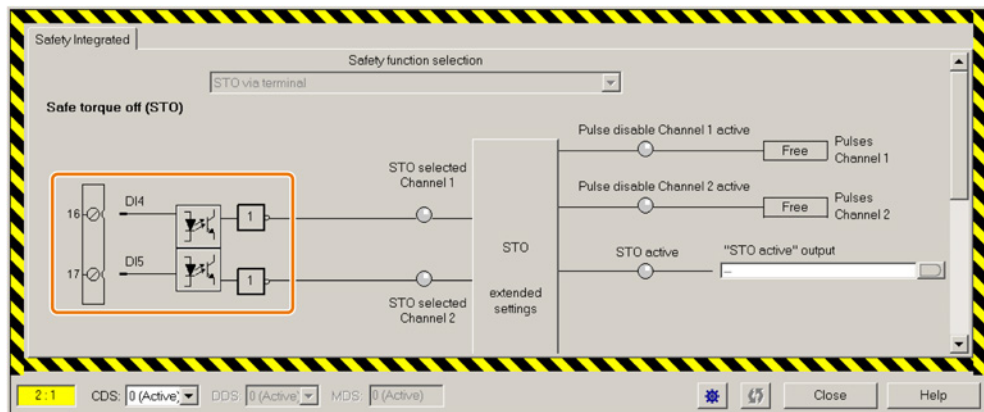 Safety Integrated
Safety function selection
STO via terminal
Safe torque off (STO)
Pulse disable Channel 1 active
Free
Pulses
Channel 1
STO selected
Channel 1
Pulse disable Channel 2 active
Free
Pulses
Channel 2
16
DI4
1
STO
STO active
"STO active" output
17
DI5
1
extended
settings
STO selected
Channel 2
2:1
CDS: 0 (Active)
DDS 0 (Active)
MDS: 0 (Active)
Close
Help